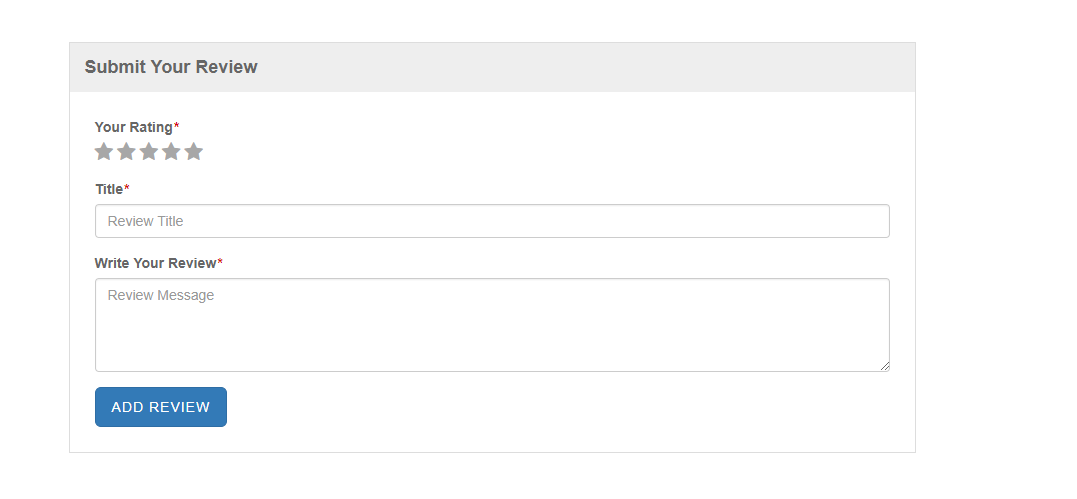 Submit Your Review
Your Rating*
Title*
Review Title
Write Your Review*
Review Message
ADD REVIEW